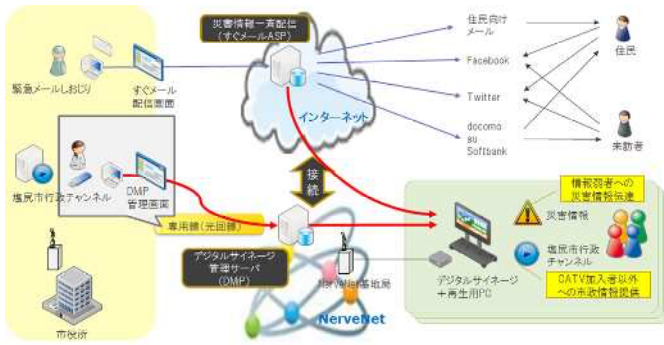 災害情報一斉配信
(すぐメールASP)
緊急メールしおじり
すぐメール
配信画面
インターネット
住民向け
メール
Facebook
Twitter
docomo
au
Softbank
住民
来訪者
塩尻市行政チャンネル
DMP
管理画面
専用線(光回線)
接続
デジタルサイネージ
管理サーバ
(DMP)
NerveNet基地局
NerveNet
市役所
情報弱者への
災害情報伝達
災害情報
塩尻市行政
チャンネル
デジタルサイネージ
+再生用PC
CATV加入者以外
への市政情報提供